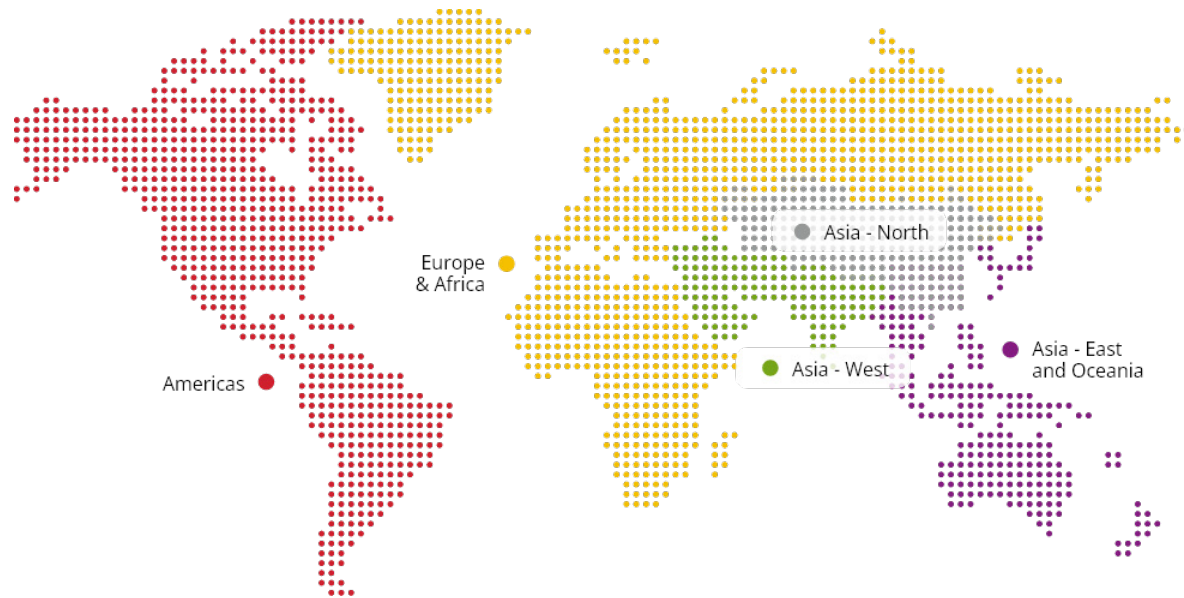 Asia - North
Europe
& Africa
Asia - East
and Oceania
Asia - West
Americas